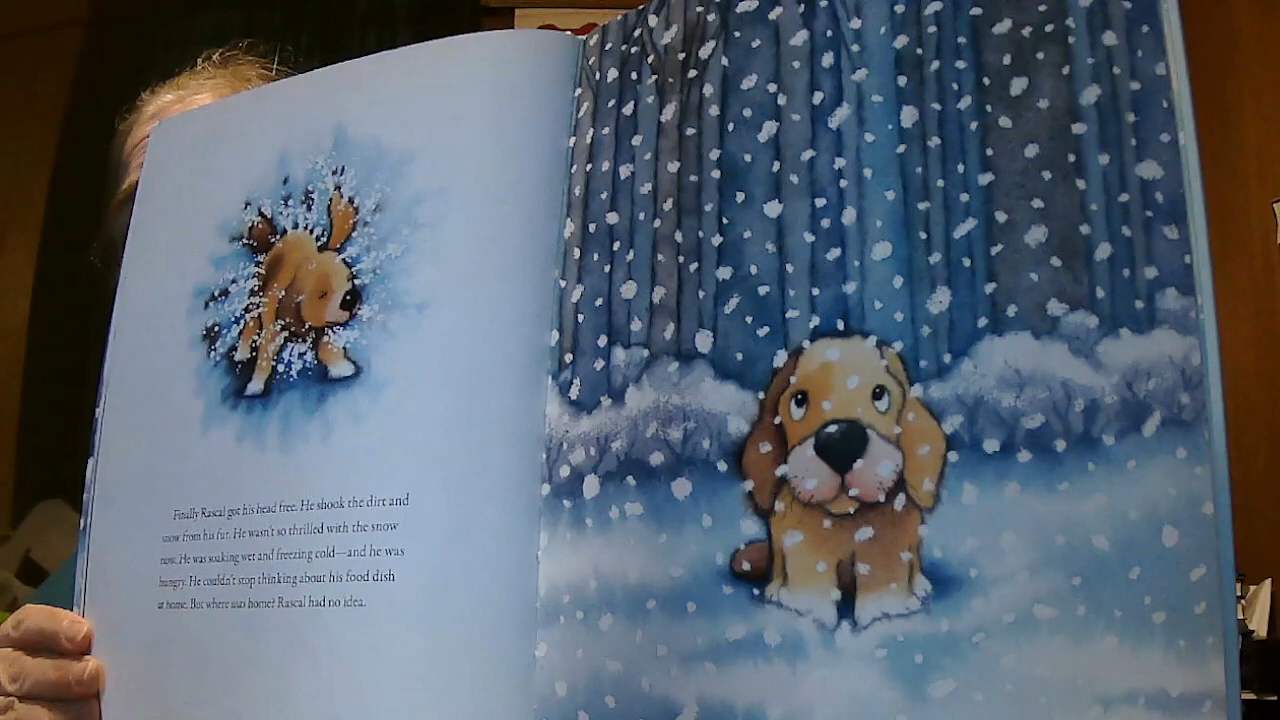 Finally Rascal got his head free. He shook the dirt and
snow from his fur. He wasn't so thrilled with the snow
now. He was soaking wet and freezing cold—and he was
hungry. He couldn't stop thinking about his food dish
at home. But where was home? Rascal had no idea.